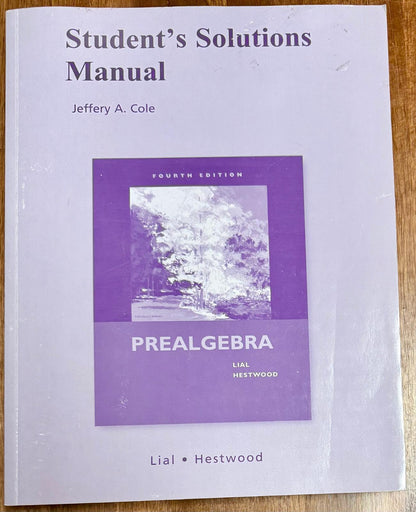 Student's Solutions
Manual
Jeffery A. Cole
FOURTH EDITION
PREALGEBRA
LIAL
HESTWOOD
Lial • Hestwood